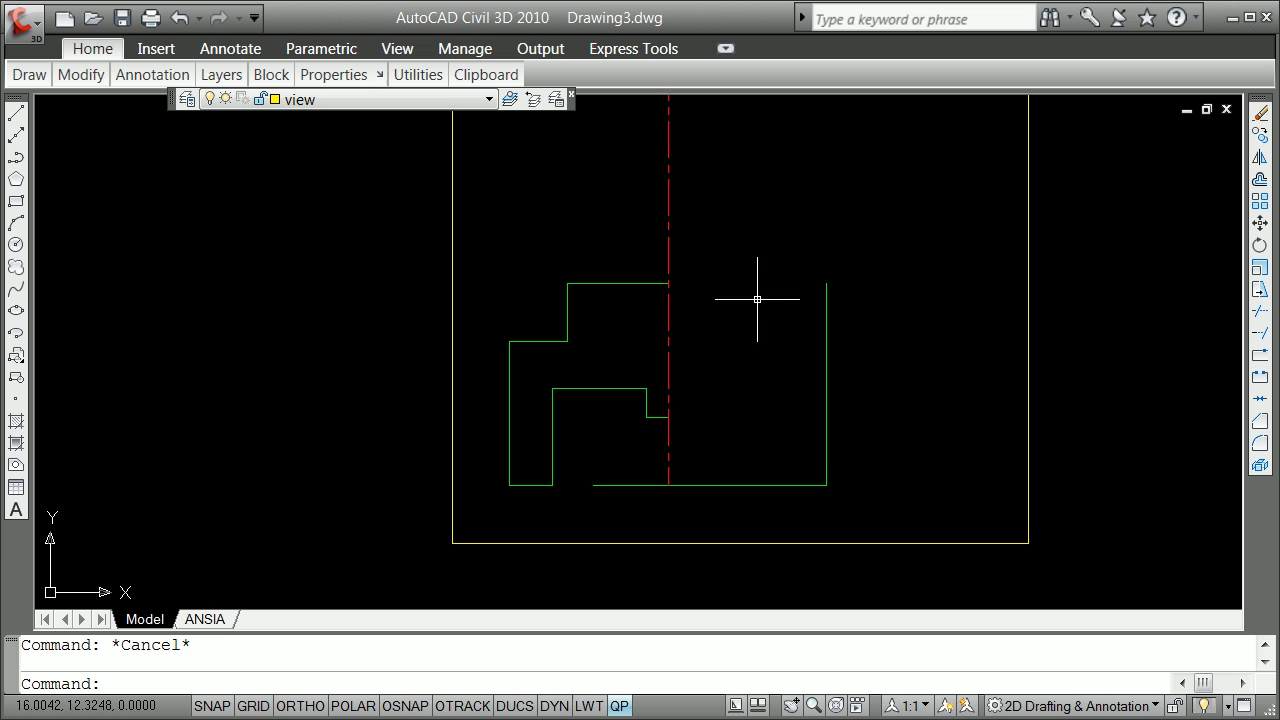 AutoCAD Civil 3D 2010 Drawing3.dwg
Type a keyword or phrase
3D
Home Insert Annotate Parametric View Manage Output Express Tools
Draw Modify Annotation Layers Block Properties Utilities Clipboard
view
A
Y
X
Model ANSIA
Command: *Cancel*
Command:
16.0042, 12.3248, 0.0000 SNAP GRID ORTHO POLAR OSNAP OTRACK DUCS DYN LWT QP 1:1 2D Drafting & Annotation